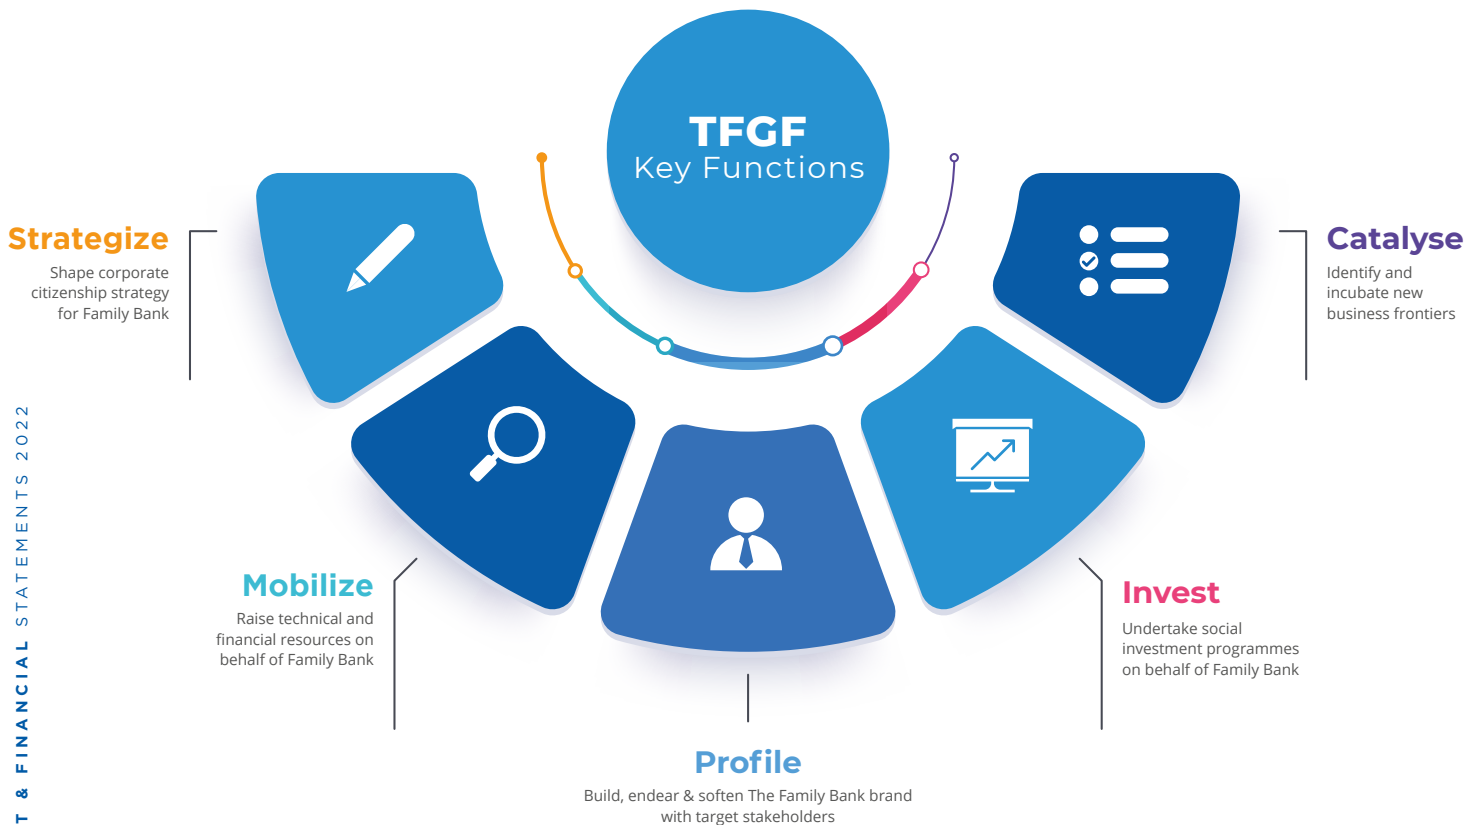 TFGF
Key Functions
Strategize
Shape corporate
citizenship strategy
for Family Bank
Mobilize
Raise technical and
financial resources on
behalf of Family Bank
Profile
Build, endear & soften The Family Bank brand
with target stakeholders
Invest
Undertake social
investment programmes
on behalf of Family Bank
Catalyse
Identify and
incubate new
business frontiers
T & FINANCIAL STATEMENTS 2022